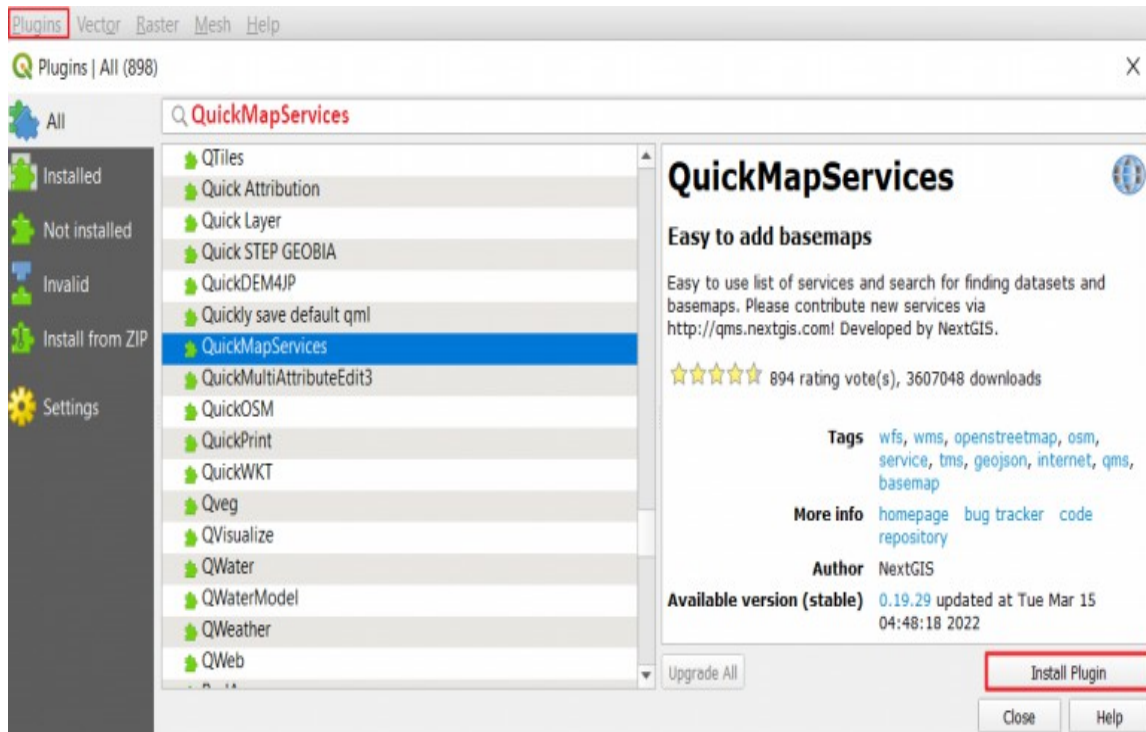 Plugins Vector Raster Mesh Help
Plugins | All (898)
X
All
Installed
Not installed
Invalid
Install from ZIP
Settings
QuickMapServices
QTiles
Quick Attribution
Quick Layer
Quick STEP GEOBIA
QuickDEM4JP
Quickly save default qml
QuickMapServices
QuickMultiAttributeEdit3
QuickOSM
QuickPrint
QuickWKT
Qveg
QVisualize
QWater
QWaterModel
QWeather
QWeb
QuickMapServices
Easy to add basemaps
Easy to use list of services and search for finding datasets and
basemaps. Please contribute new services via
http://qms.nextgis.com! Developed by NextGIS.
894 rating vote(s), 3607048 downloads
Tags wfs, wms, openstreetmap, osm,
service, tms, geojson, internet, qms,
basemap
More info homepage bug tracker code
repository
Author NextGIS
Available version (stable) 0.19.29 updated at Tue Mar 15
04:48:18 2022
Upgrade All
Install Plugin
Close Help